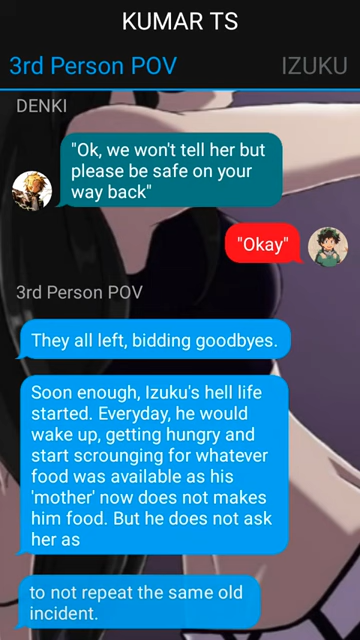 KUMAR TS
3rd Person POV
IZUKU
DENKI
"Ok, we won't tell her but
please be safe on your
way back"
"Okay"
3rd Person POV
They all left, bidding goodbyes.
Soon enough, Izuku's hell life
started. Everyday, he would
wake up, getting hungry and
start scrounging for whatever
food was available as his
'mother' now does not makes
him food. But he does not ask
her as
to not repeat the same old
incident.